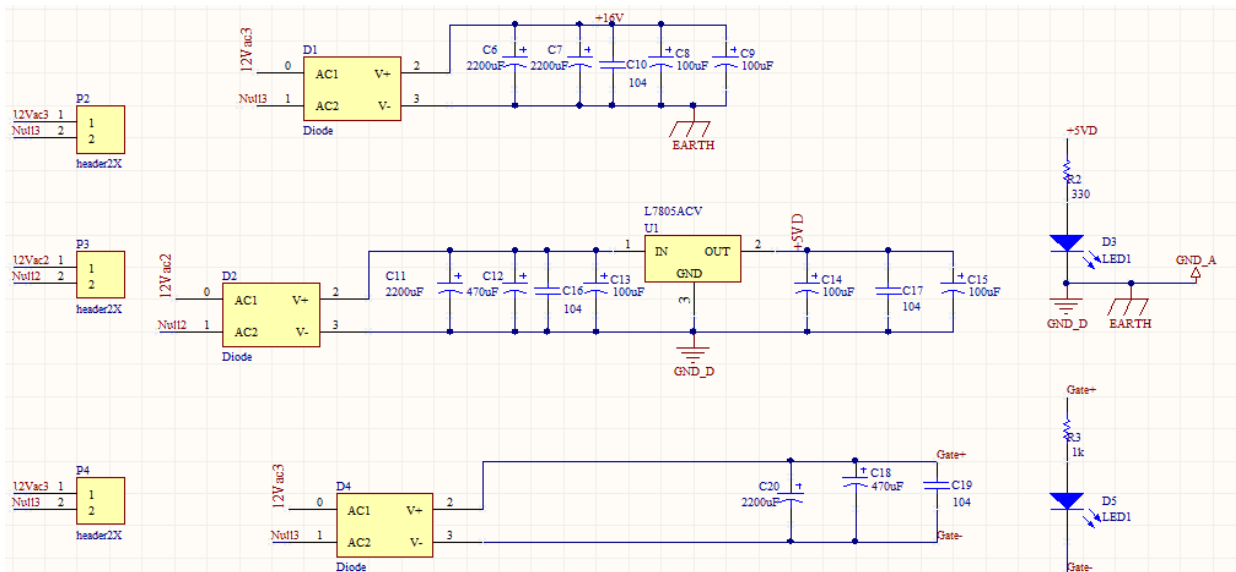 +16V
12Vac3
D1
0
AC1
V+
2
Null3
1
AC2
V-
3
Diode
C6
2200uF
C7
2200uF
C10
104
C8
100uF
C9
100uF
EARTH
P2
12Vac3 1
1
Null3 2
2
header2X
P3
12Vac2 1
1
Null2 2
2
header2X
12Vac2
D2
0
AC1
V+
2
Null2
1
AC2
V-
3
Diode
C11
2200uF
C12
470uF
C16
104
C13
100uF
L7805ACV
U1
1
IN
OUT
2
GND
3
GND_D
+5VD
C14
100uF
C17
104
C15
100uF
+5VD
R2
330
D3
LED1
GND_A
GND_D
EARTH
P4
12Vac3 1
1
Null3 2
2
header2X
12Vac3
D4
0
AC1
V+
2
Null3
1
AC2
V-
3
Diode
C20
2200uF
C18
470uF
Gate+
C19
104
Gate-
Gate+
R3
1k
D5
LED1
Gate-